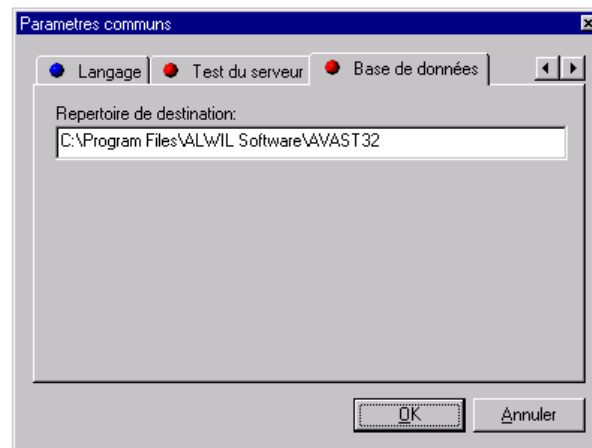 Parametres communs
Langage Test du serveur Base de données
Repertoire de destination:
C:\Program Files\ALWIL Software\AVAST32
OK Annuler